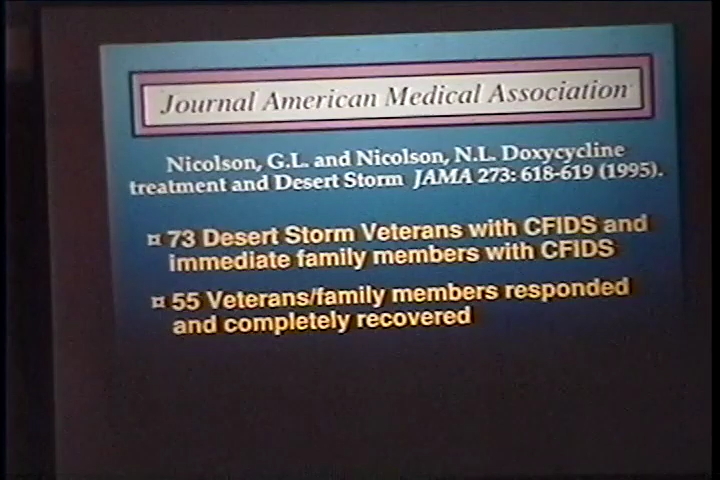 Journal American Medical Association
Nicolson, G.L. and Nicolson, N.L. Doxycycline
treatment and Desert Storm JAMA 273: 618-619 (1995).
¤ 73 Desert Storm Veterans with CFIDS and
immediate family members with CFIDS
¤ 55 Veterans/family members responded
and completely recovered